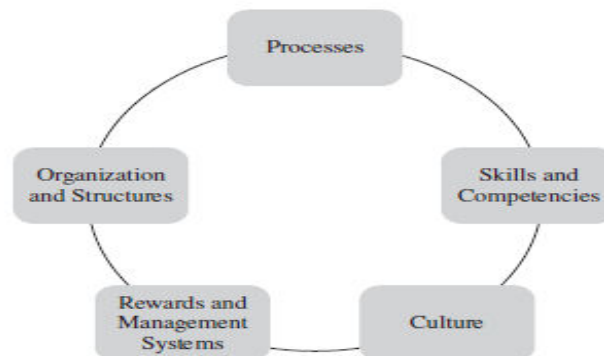 Processes
Organization
and Structures
Skills and
Competencies
Rewards and
Management
Systems
Culture